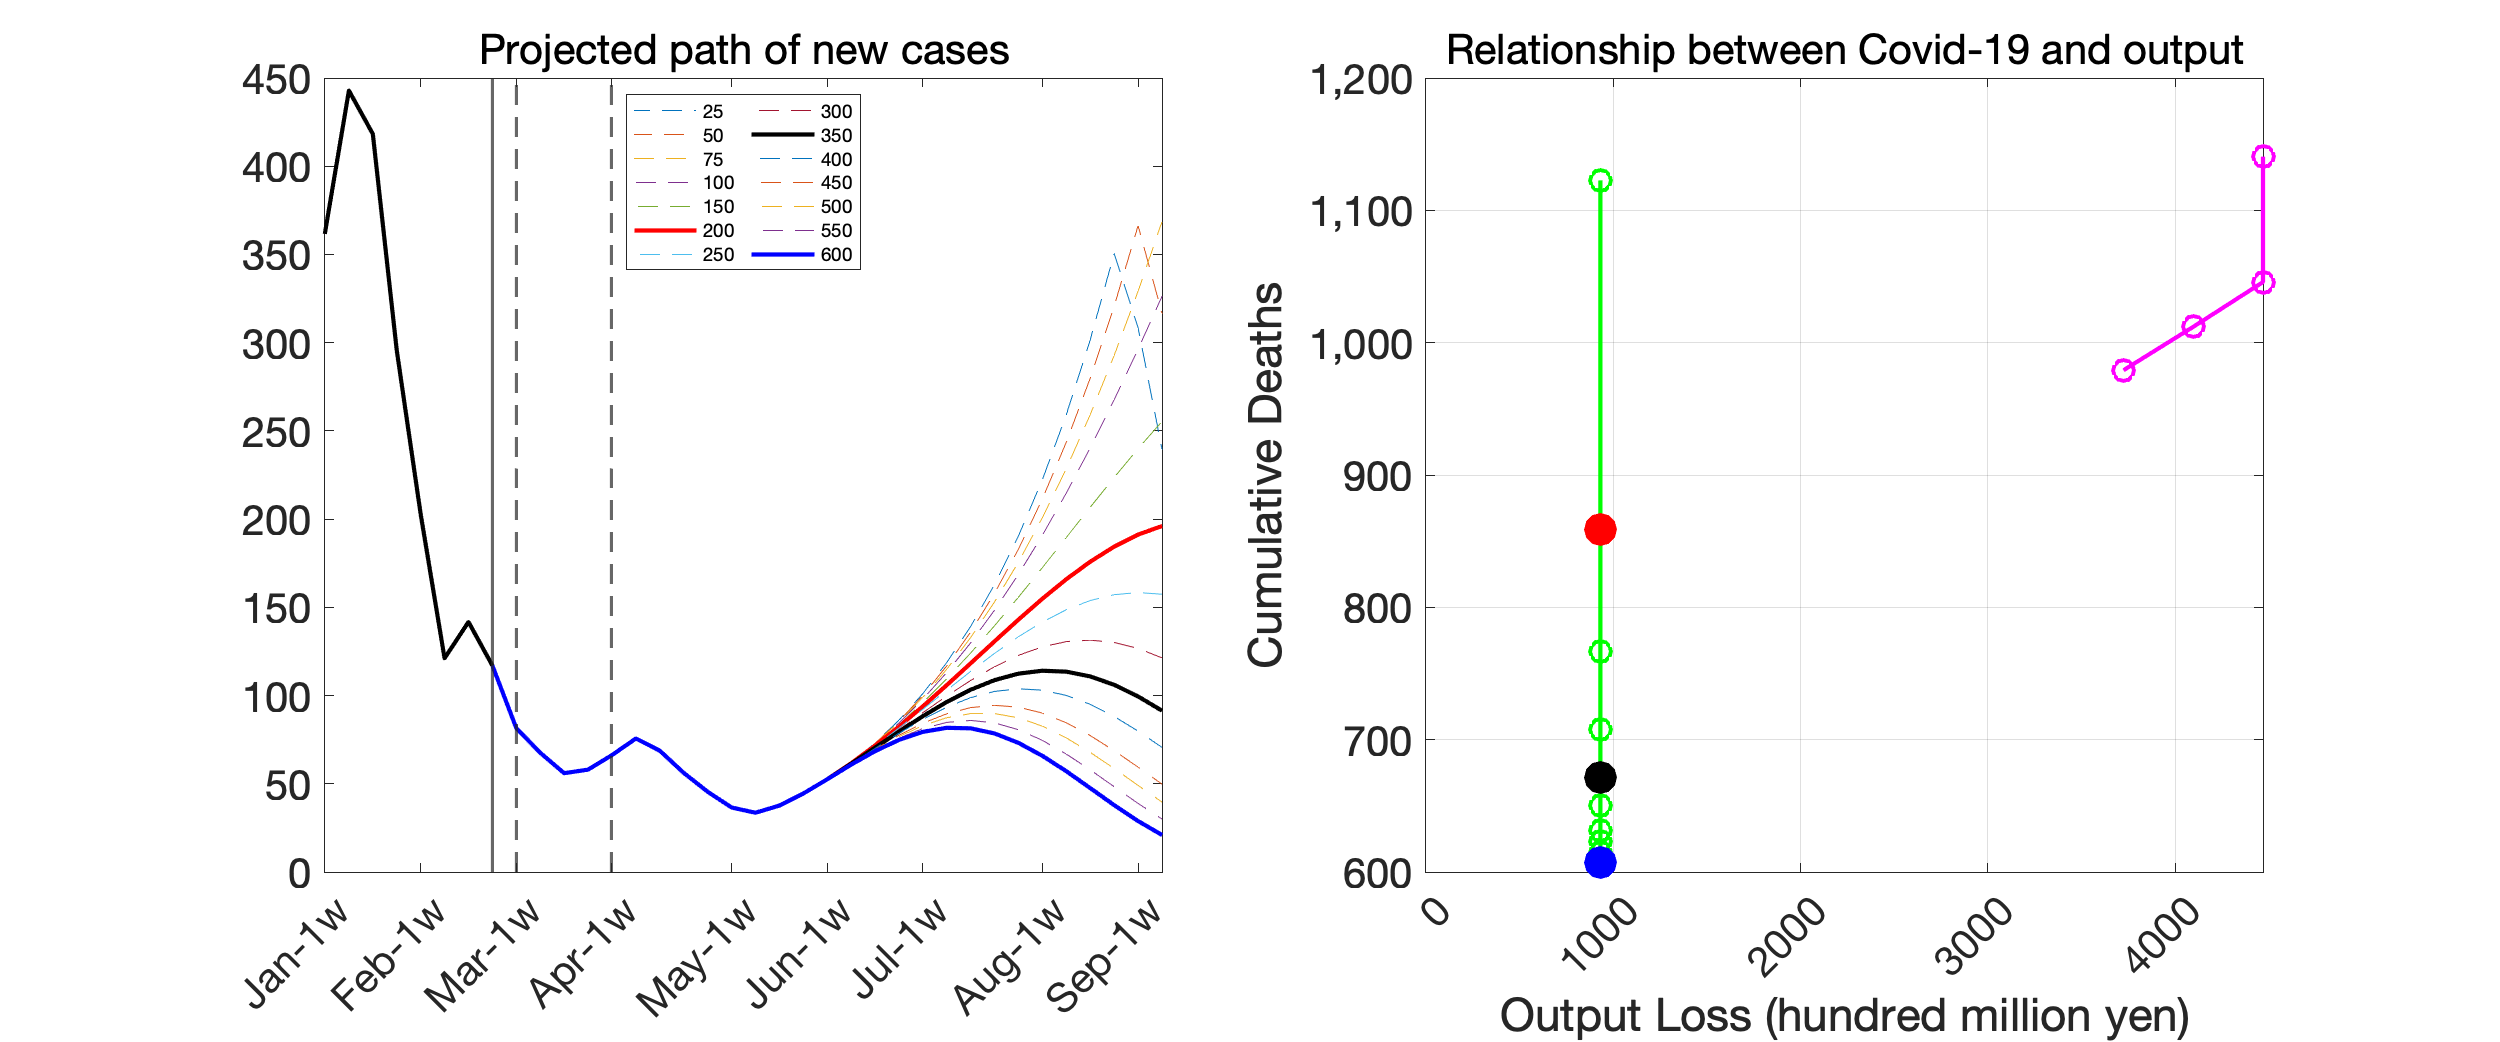 Projected path of new cases
450
400
350
300
250
200
150
100
50
0
25
50
75
100
150
200
250
300
350
400
450
500
550
600
Jan-1w
Feb-1w
Mar-1w
Apr-1w
May-1w
Jun-1w
Jul-1w
Aug-1w
Sep-1w
Relationship between Covid-19 and output
Cumulative Deaths
1,200
1,100
1,000
900
800
700
600
0
1000
2000
3000
4000
Output Loss (hundred million yen)